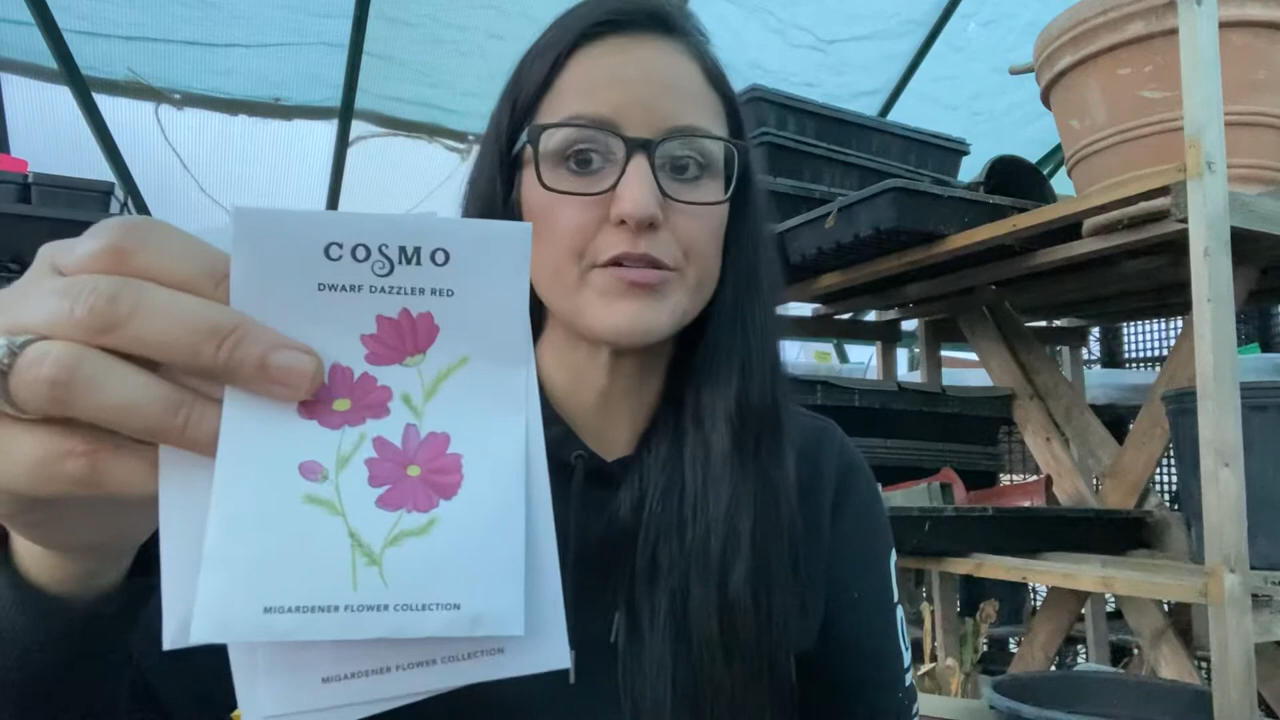 COSMO
DWARF DAZZLER RED
MIGARDENER FLOWER COLLECTION
MIGARDENER FLOWER COLLECTION